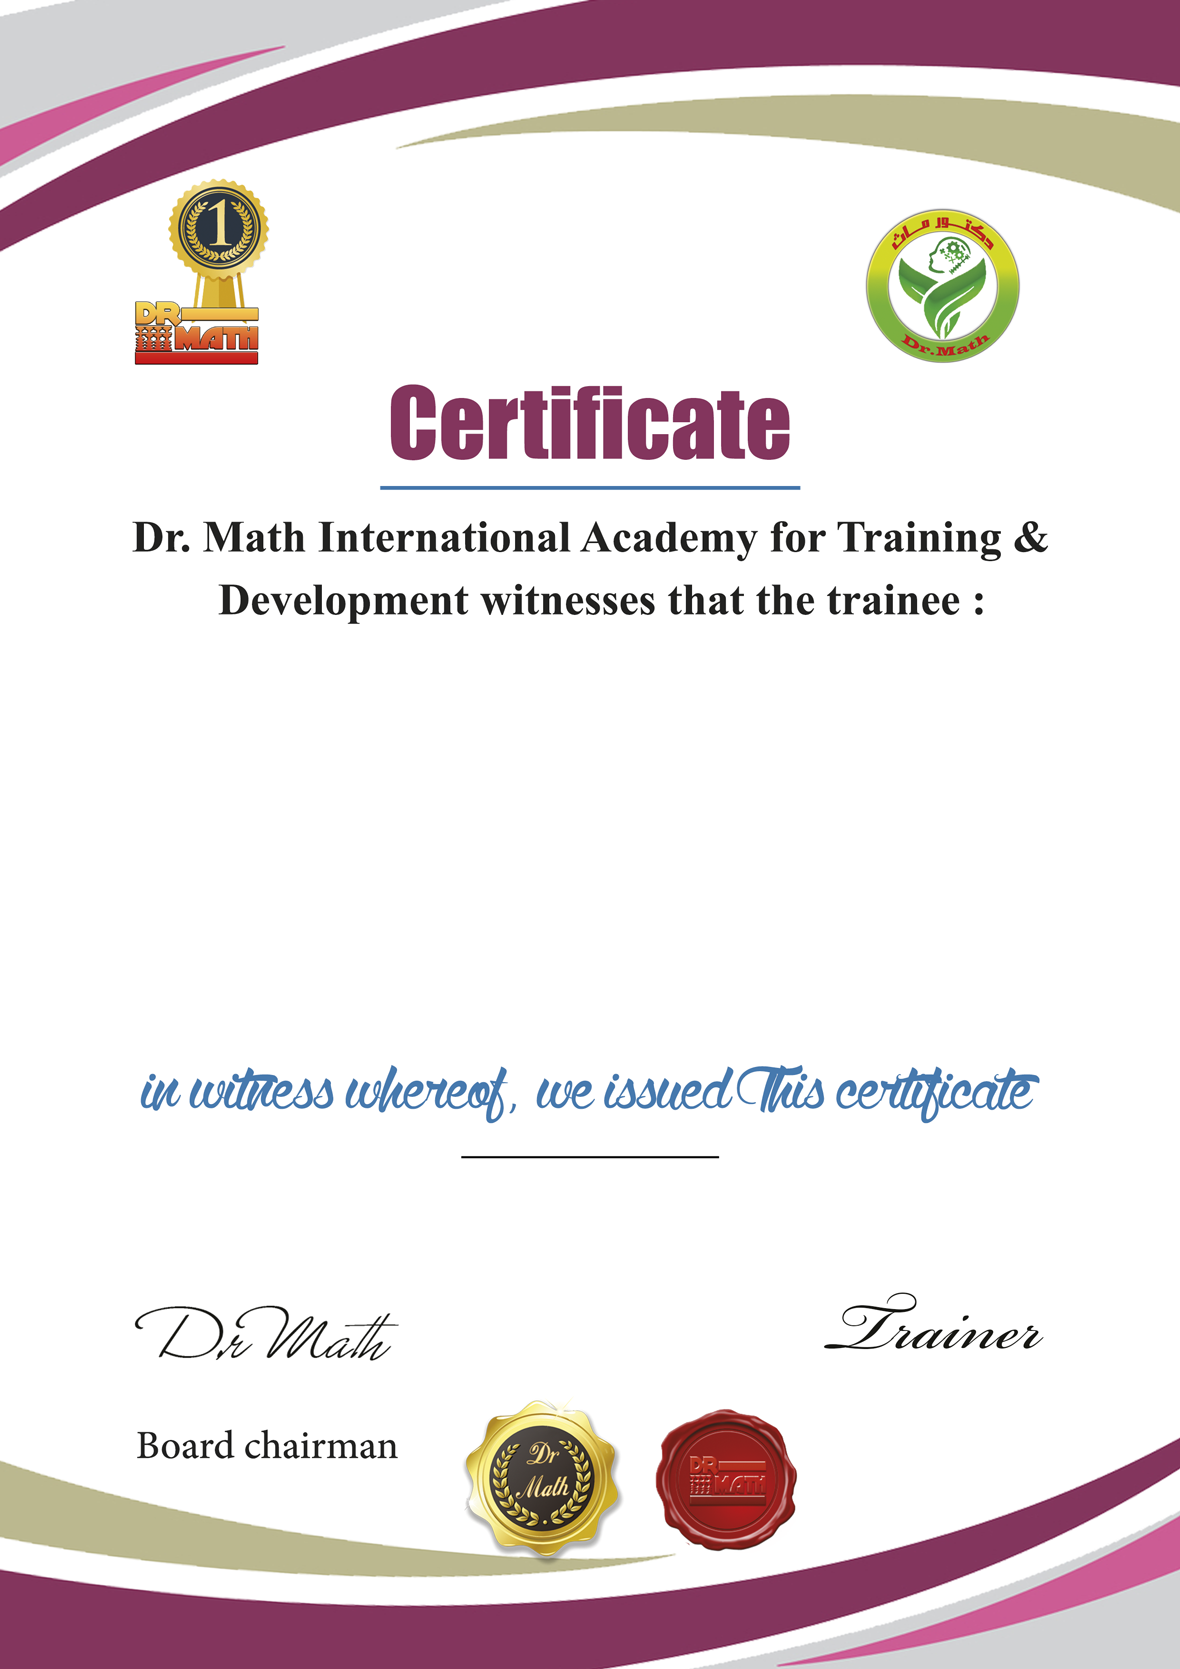 1
DR
MATH
دكتور ماث
Dr.Math
Certificate
Dr. Math International Academy for Training &
Development witnesses that the trainee :
in witness whereof, we issued This certificate
Dr Math
Trainer
Board chairman
Dr
Math
DR
MATH